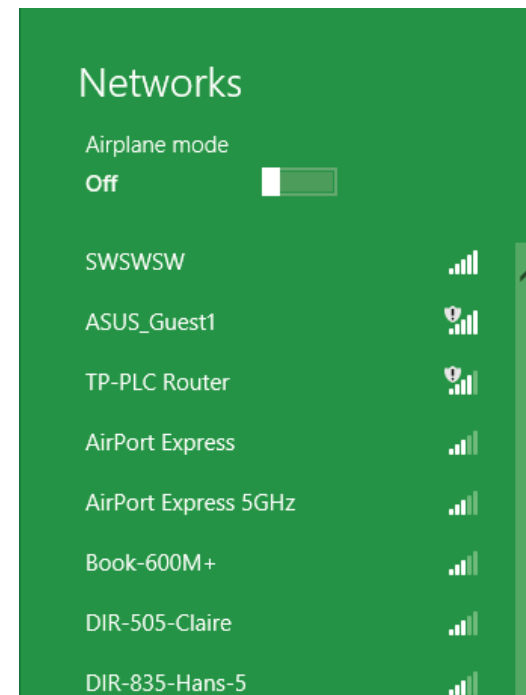 Networks
Airplane mode
Off
SWSWSW
ASUS_Guest1
TP-PLC Router
AirPort Express
AirPort Express 5GHz
Book-600M+
DIR-505-Claire
DIR-835-Hans-5